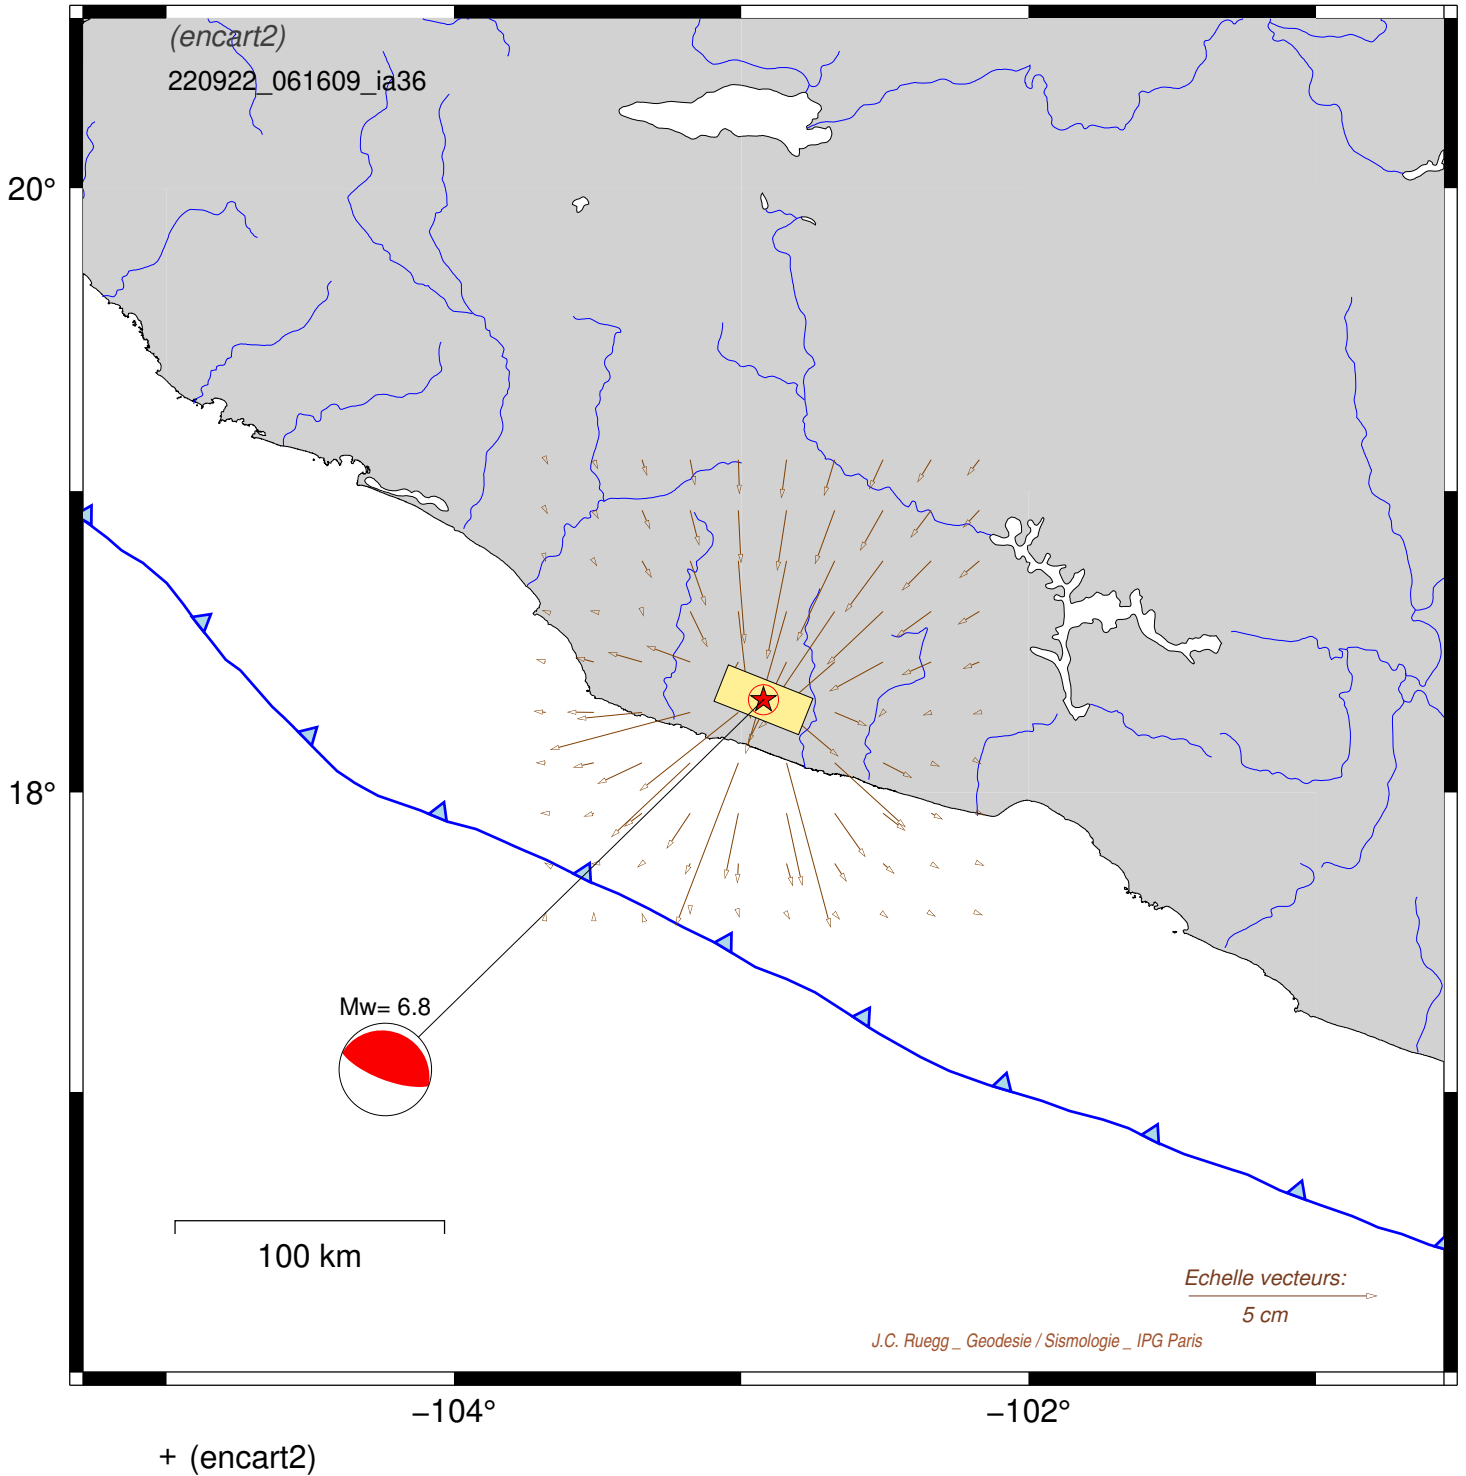 (encart2)
220922_061609_ia36
20°
18°
Mw= 6.8
100 km
Echelle vecteurs:
5 cm
J.C. Ruegg _ Geodesie / Sismologie _ IPG Paris
−104°
−102°
+ (encart2)